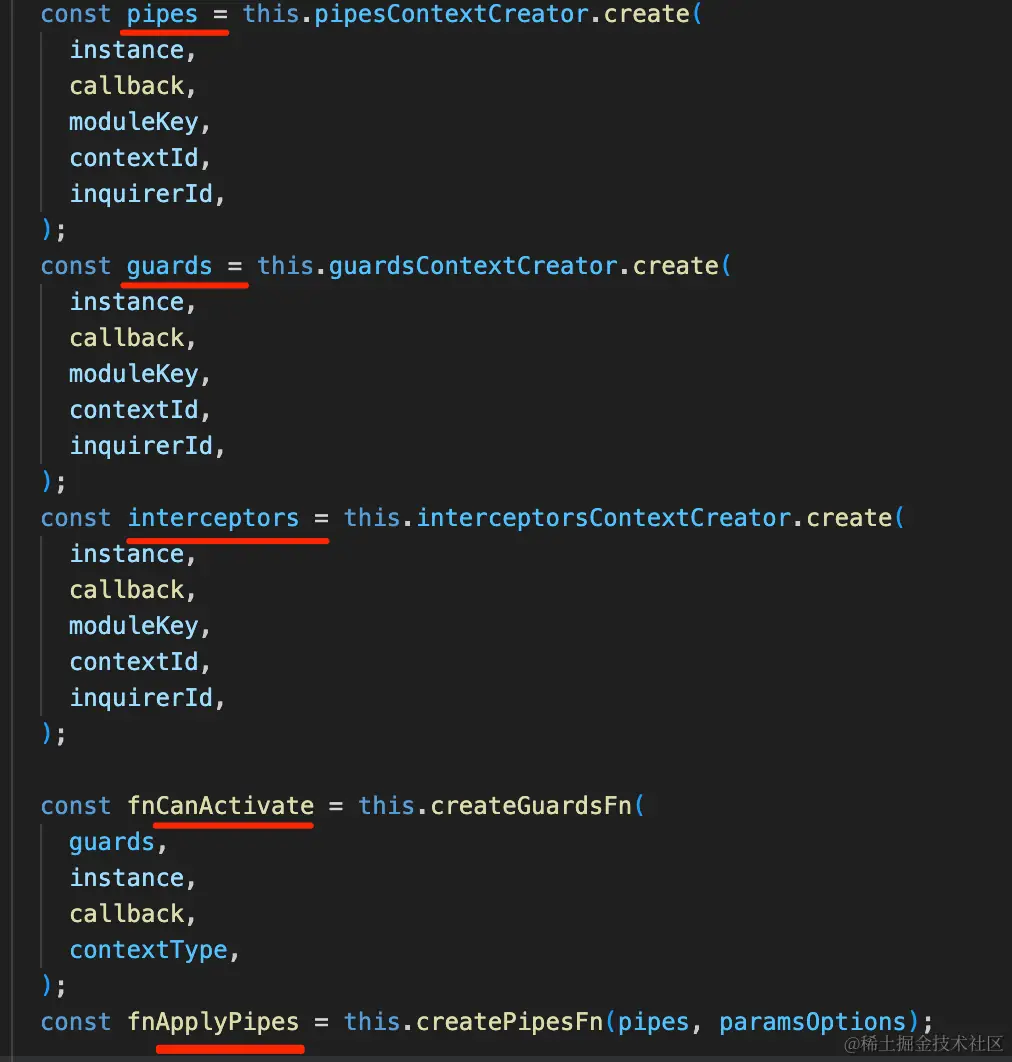 const pipes = this.pipesContextCreator.create(
  instance,
  callback,
  moduleKey,
  contextId,
  inquirerId,
);
const guards = this.guardsContextCreator.create(
  instance,
  callback,
  moduleKey,
  contextId,
  inquirerId,
);
const interceptors = this.interceptorsContextCreator.create(
  instance,
  callback,
  moduleKey,
  contextId,
  inquirerId,
);
const fnCanActivate = this.createGuardsFn(
  guards,
  instance,
  callback,
  contextType,
);
const fnApplyPipes = this.createPipesFn(pipes, paramsOptions);
@稀土掘金技术社区